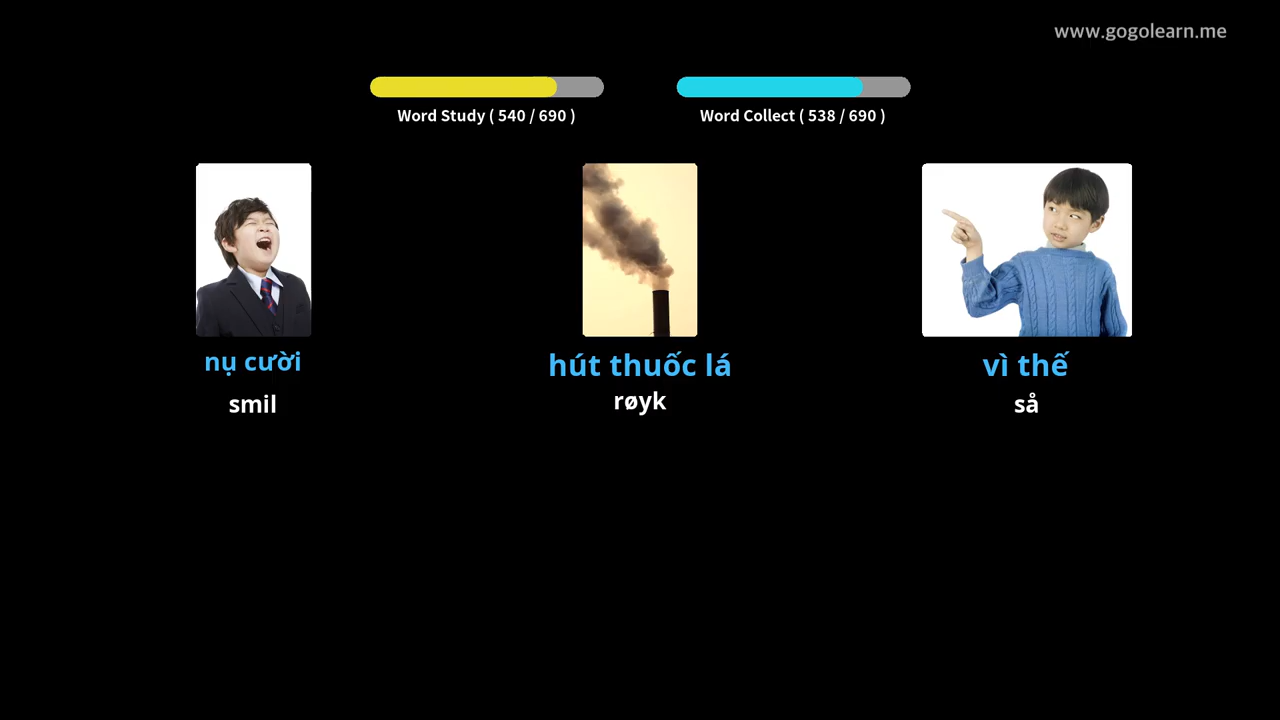 www.gogolearn.me
Word Study ( 540 / 690 )
Word Collect ( 538 / 690 )
nụ cười
smil
hút thuốc lá
røyk
vì thế
så